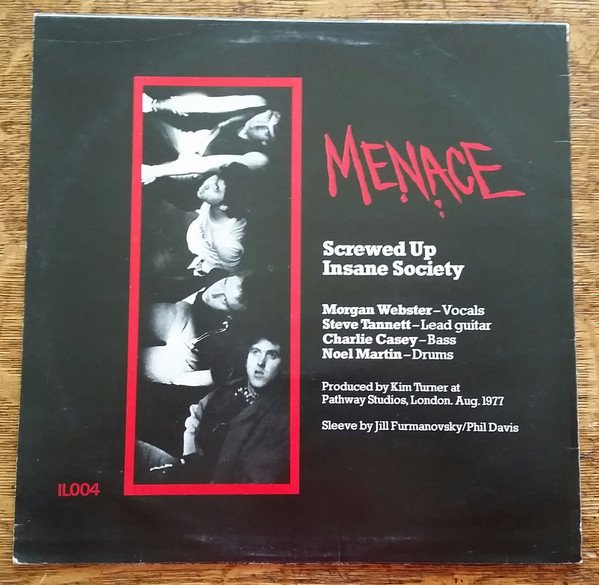 MENACE
Screwed Up
Insane Society
Morgan Webster–Vocals
Steve Tannett–Lead guitar
Charlie Casey–Bass
Noel Martin–Drums
Produced by Kim Turner at
Pathway Studios, London. Aug. 1977
Sleeve by Jill Furmanovsky/Phil Davis
IL004